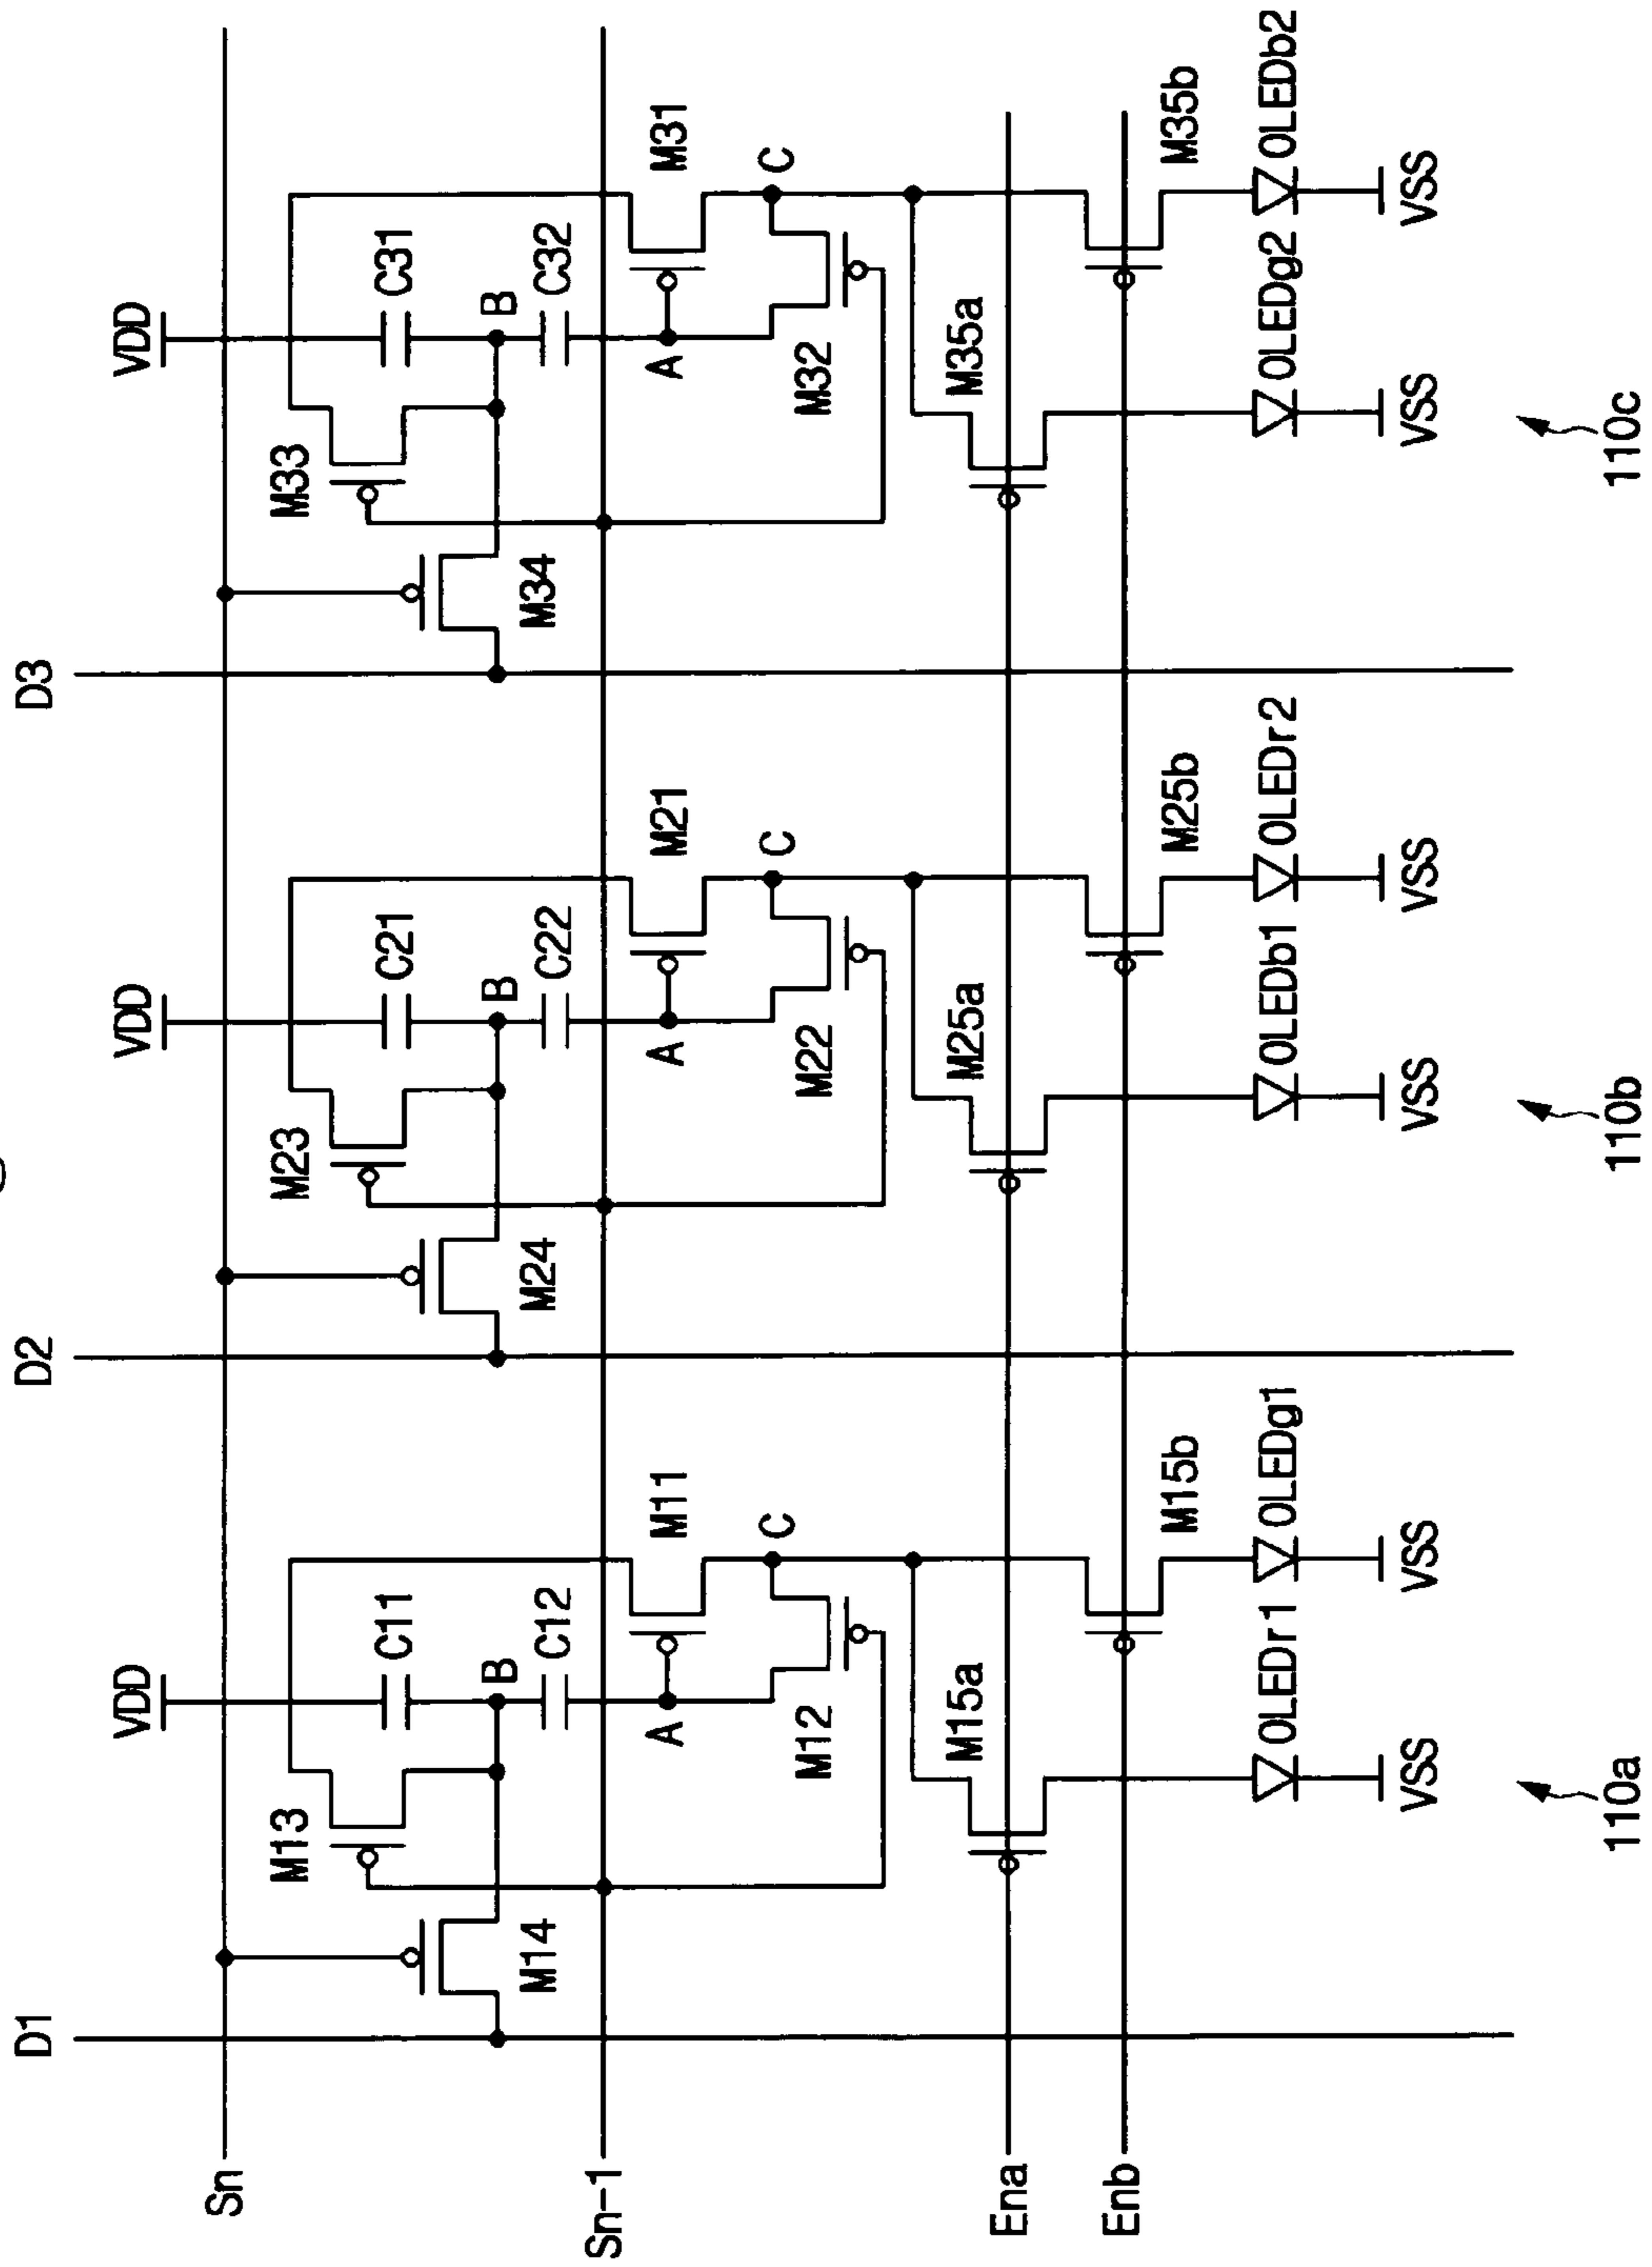 D1
D2
D3
Sn
VDD
VDD
VDD
M13
C11
M23
C21
M33
C31
M14
B
C12
M24
B
C22
M34
B
C32
Sn-1
A
M11
A
M21
A
M31
M12
C
M22
C
M32
C
Ena
M15a
M25a
M35a
Enb
M15b
M25b
M35b
OLEDr1
OLEDg1
OLEDb1
OLEDr2
OLEDg2
OLEDb2
VSS
VSS
VSS
VSS
VSS
VSS
110a
110b
110c